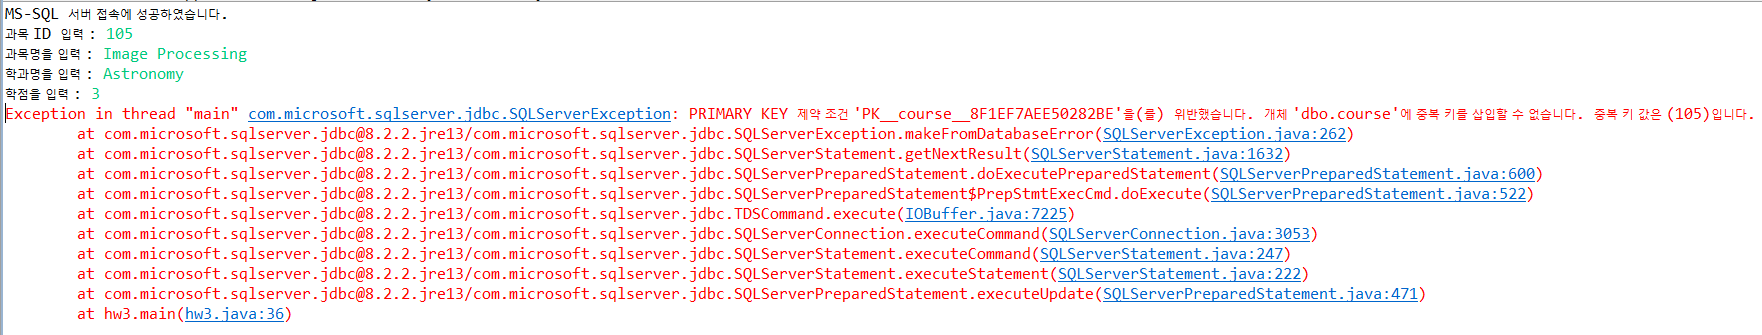 MS-SQL 서버 접속에 성공하였습니다.
과목 ID 입력 : 105
과목명을 입력 : Image Processing
학과명을 입력 : Astronomy
학점을 입력 : 3
Exception in thread "main" com.microsoft.sqlserver.jdbc.SQLServerException: PRIMARY KEY 제약 조건 'PK__course__8F1EF7AEE50282BE'을(를) 위반했습니다. 개체 'dbo.course'에 중복 키를 삽입할 수 없습니다. 중복 키 값은 (105)입니다.
at com.microsoft.sqlserver.jdbc@8.2.2.jre13/com.microsoft.sqlserver.jdbc.SQLServerException.makeFromDatabaseError(SQLServerException.java:262)
at com.microsoft.sqlserver.jdbc@8.2.2.jre13/com.microsoft.sqlserver.jdbc.SQLServerStatement.getNextResult(SQLServerStatement.java:1632)
at com.microsoft.sqlserver.jdbc@8.2.2.jre13/com.microsoft.sqlserver.jdbc.SQLServerPreparedStatement.doExecutePreparedStatement(SQLServerPreparedStatement.java:600)
at com.microsoft.sqlserver.jdbc@8.2.2.jre13/com.microsoft.sqlserver.jdbc.SQLServerPreparedStatement$PrepStmtExecCmd.doExecute(SQLServerPreparedStatement.java:522)
at com.microsoft.sqlserver.jdbc@8.2.2.jre13/com.microsoft.sqlserver.jdbc.TDSCommand.execute(IOBuffer.java:7225)
at com.microsoft.sqlserver.jdbc@8.2.2.jre13/com.microsoft.sqlserver.jdbc.SQLServerConnection.executeCommand(SQLServerConnection.java:3053)
at com.microsoft.sqlserver.jdbc@8.2.2.jre13/com.microsoft.sqlserver.jdbc.SQLServerStatement.executeCommand(SQLServerStatement.java:247)
at com.microsoft.sqlserver.jdbc@8.2.2.jre13/com.microsoft.sqlserver.jdbc.SQLServerStatement.executeStatement(SQLServerStatement.java:222)
at com.microsoft.sqlserver.jdbc@8.2.2.jre13/com.microsoft.sqlserver.jdbc.SQLServerPreparedStatement.executeUpdate(SQLServerPreparedStatement.java:471)
at hw3.main(hw3.java:36)